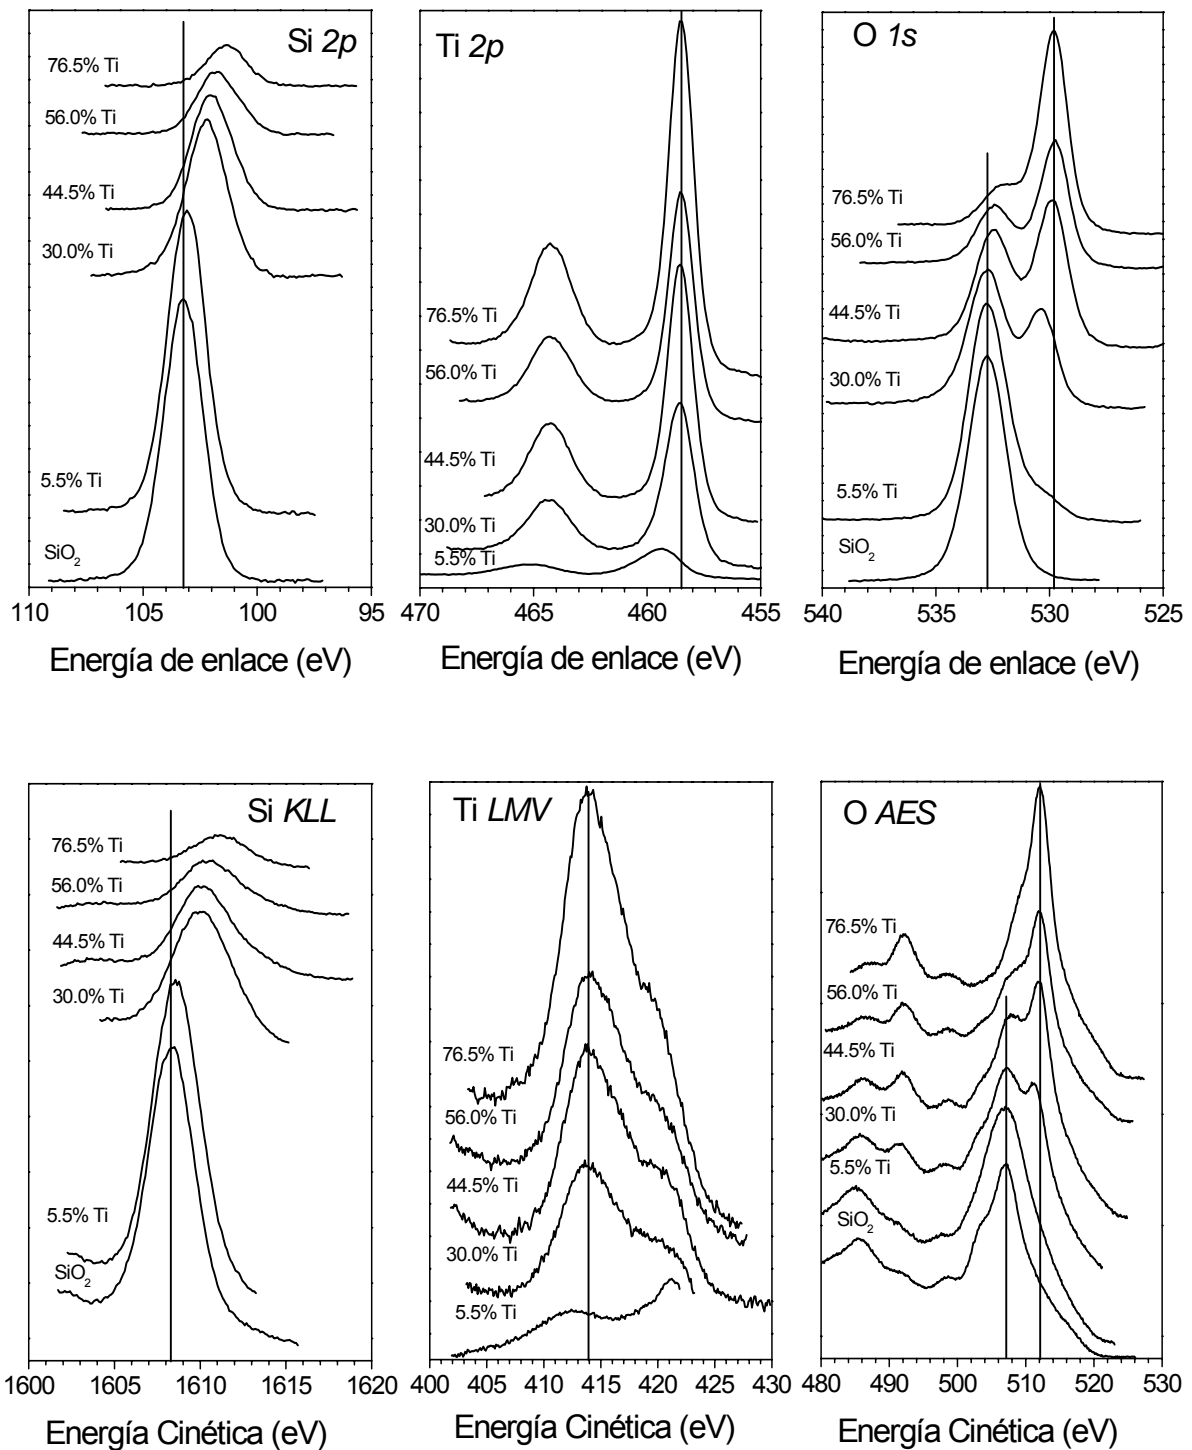 Si 2p
76.5% Ti
56.0% Ti
44.5% Ti
30.0% Ti
5.5% Ti
SiO2
110 105 100 95
Energía de enlace (eV)
Ti 2p
76.5% Ti
56.0% Ti
44.5% Ti
30.0% Ti
5.5% Ti
470 465 460 455
Energía de enlace (eV)
O 1s
76.5% Ti
56.0% Ti
44.5% Ti
30.0% Ti
5.5% Ti
SiO2
540 535 530 525
Energía de enlace (eV)
Si KLL
76.5% Ti
56.0% Ti
44.5% Ti
30.0% Ti
5.5% Ti
SiO2
1600 1605 1610 1615 1620
Energía Cinética (eV)
Ti LMV
76.5% Ti
56.0% Ti
44.5% Ti
30.0% Ti
5.5% Ti
400 410 420 430
Energía Cinética (eV)
O AES
76.5% Ti
56.0% Ti
44.5% Ti
30.0% Ti
5.5% Ti
SiO2
480 490 500 510 520 530
Energía Cinética (eV)